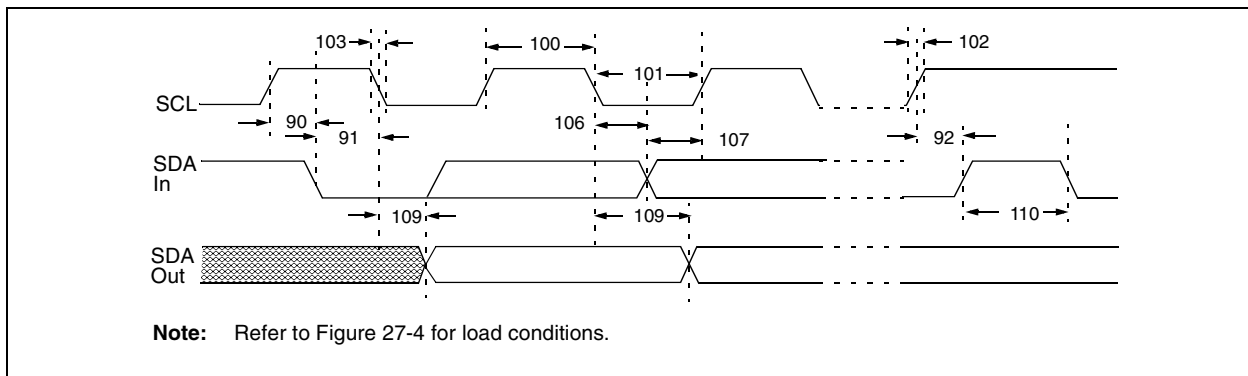 103 100 102
101
SCL
90 106
91 107 92
SDA
In
109 109 110
SDA
Out
Note: Refer to Figure 27-4 for load conditions.